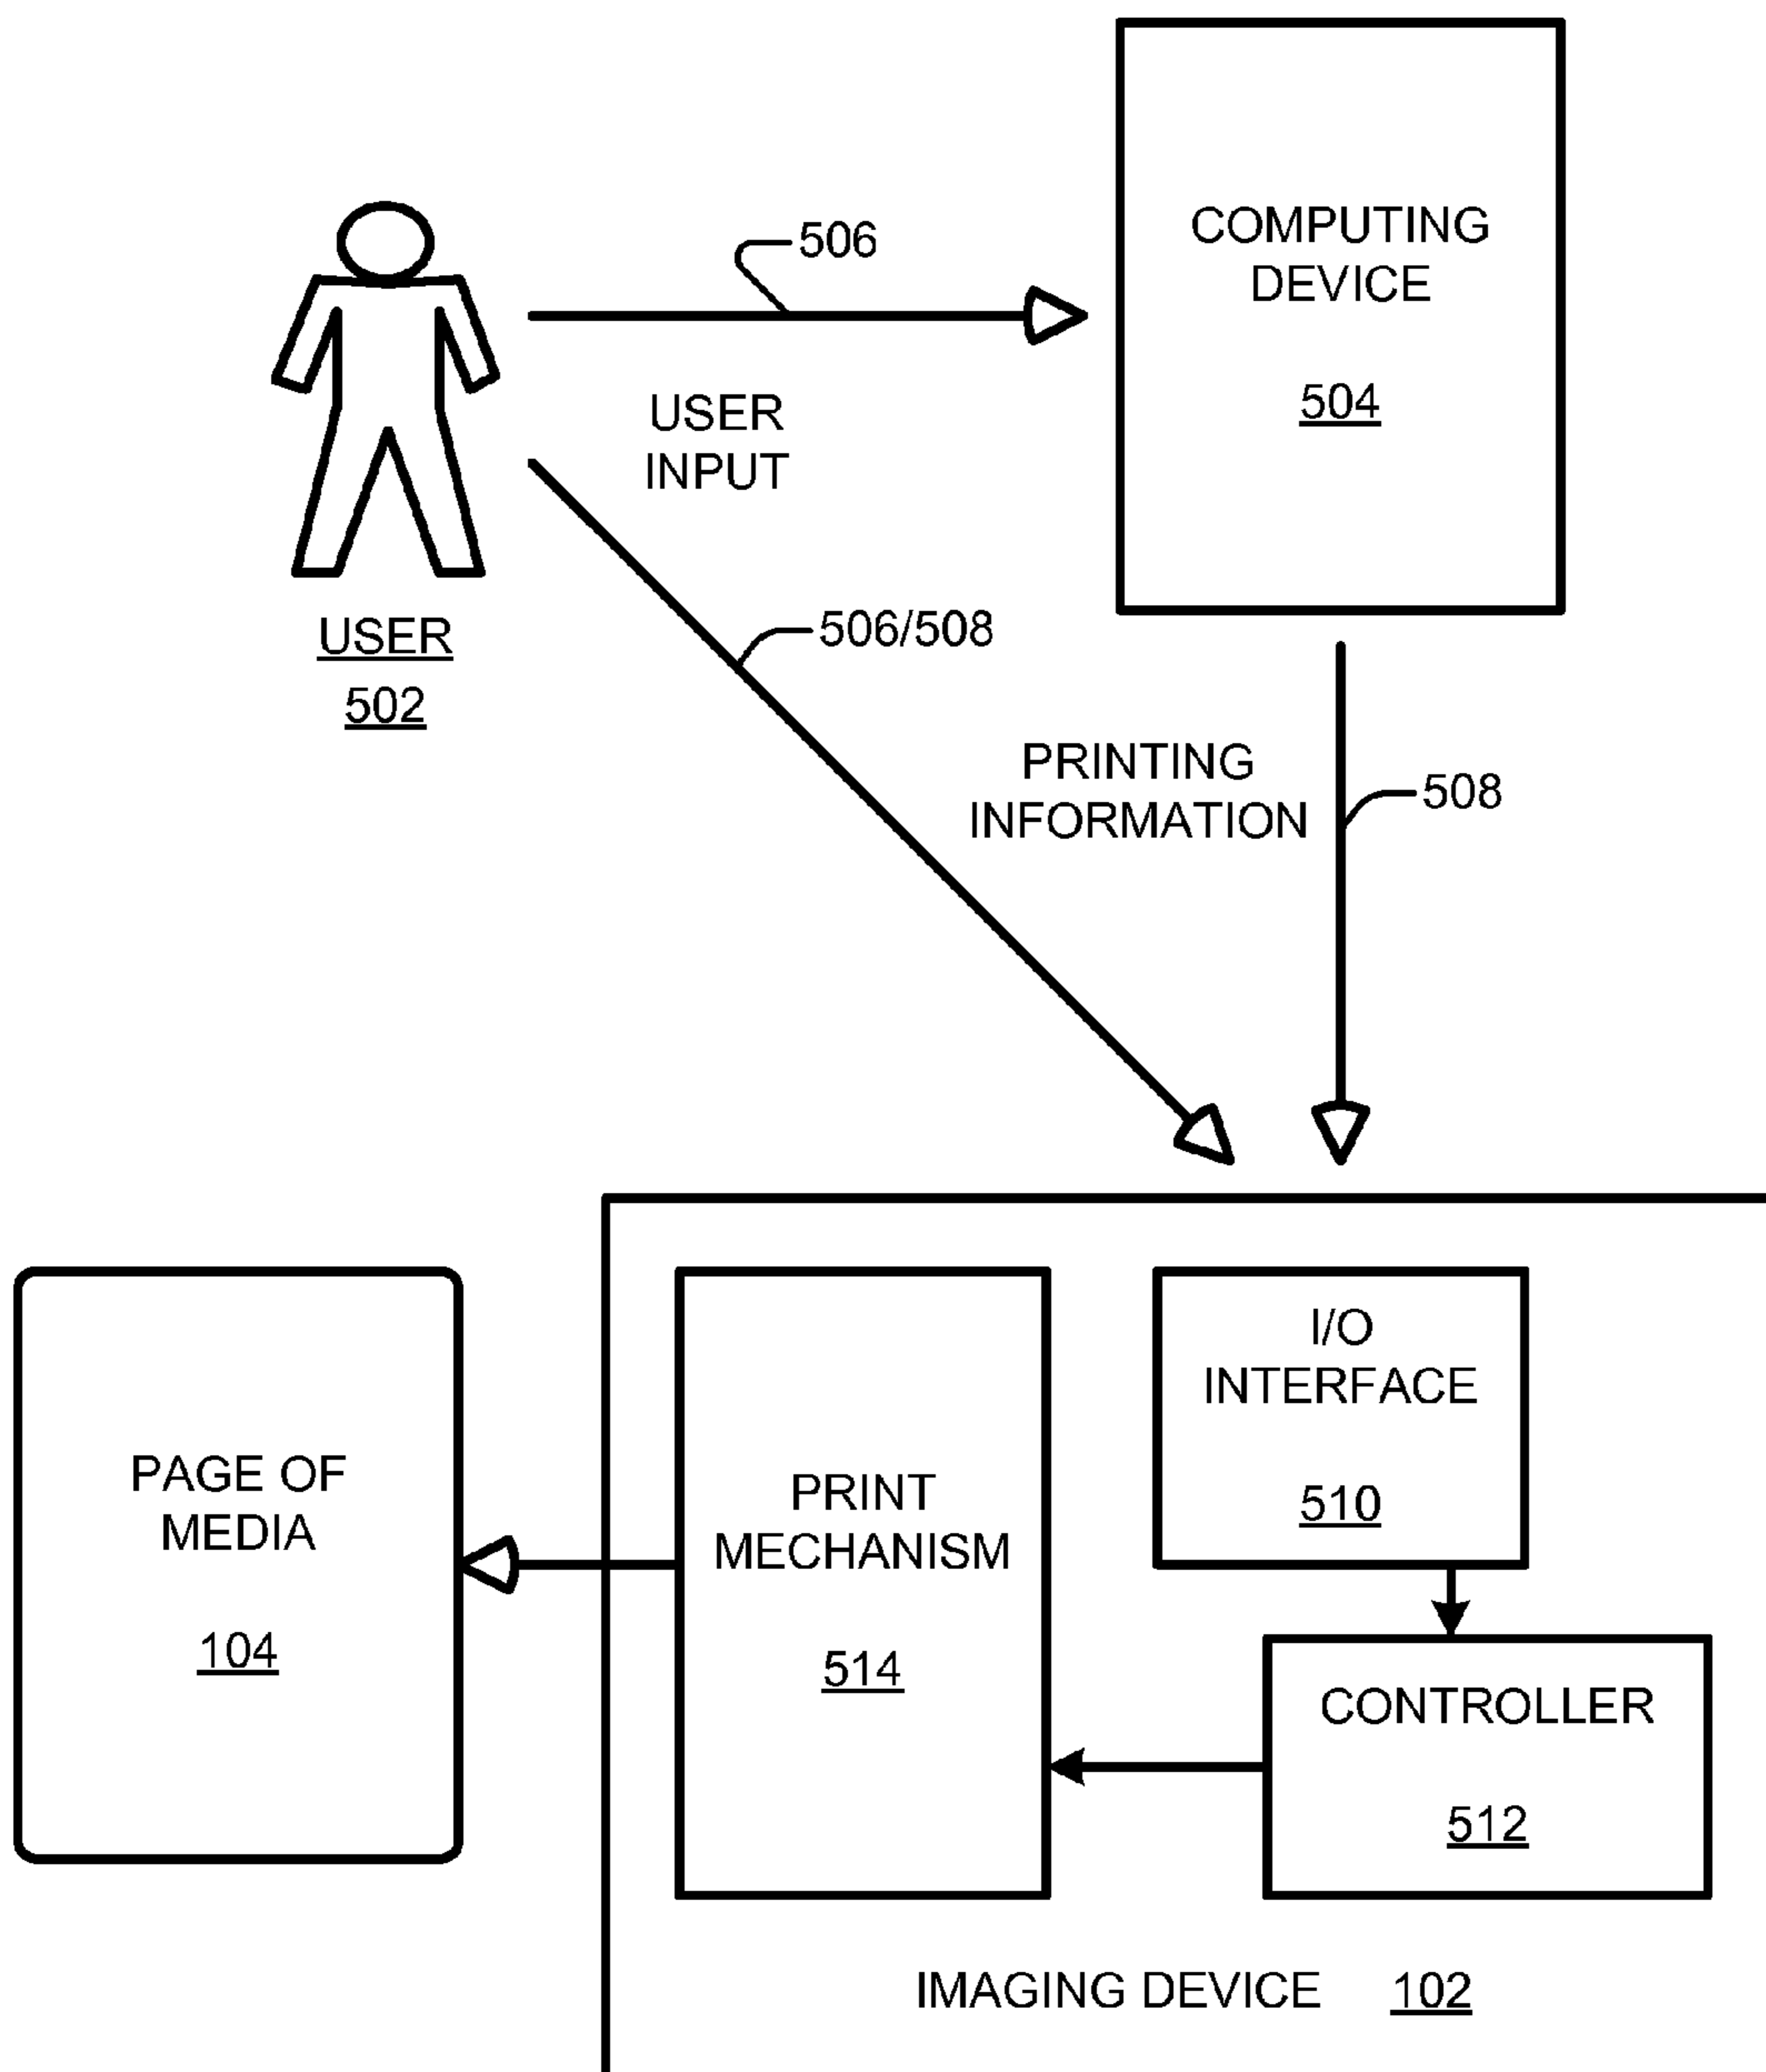 COMPUTING
DEVICE
504
506
USER
INPUT
USER
502
506/508
PRINTING
INFORMATION
508
PAGE OF
MEDIA
104
PRINT
MECHANISM
514
I/O
INTERFACE
510
CONTROLLER
512
IMAGING DEVICE 102